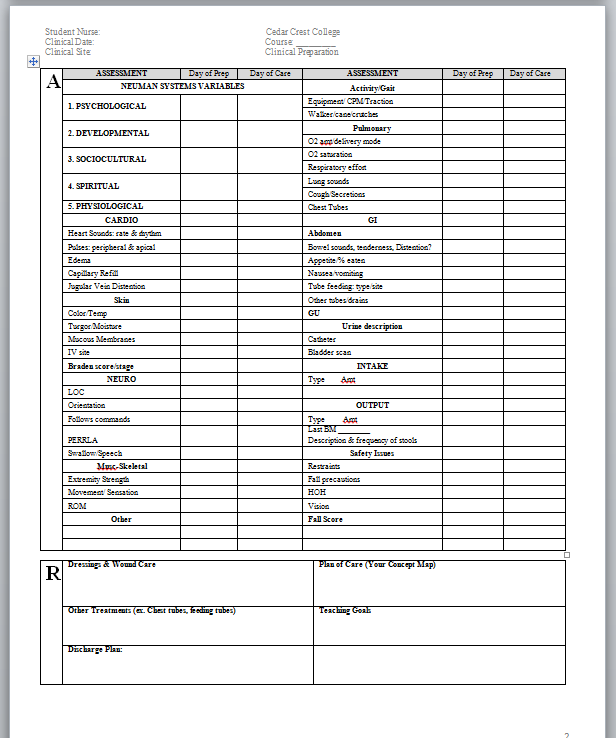 Student Nurse: Cedar Crest College
Clinical Date: Course: ________
Clinical Site: Clinical Preparation
A
ASSESSMENT Day of Prep Day of Care ASSESSMENT Day of Prep Day of Care
NEUMAN SYSTEMS VARIABLES
1. PSYCHOLOGICAL
2. DEVELOPMENTAL
3. SOCIOCULTURAL
4. SPIRITUAL
5. PHYSIOLOGICAL
CARDIO
Heart Sounds: rate & rhythm
Pulses: peripheral & apical
Edema
Capillary Refill
Jugular Vein Distention
Skin
Color/Temp
Turgor/Moisture
Mucous Membranes
IV site
Braden score/stage
NEURO
LOC
Orientation
Follows commands
PERRLA
Swallow/Speech
Musc-Skeletal
Extremity Strength
Movement/ Sensation
ROM
Other
Activity/Gait
Equipment/ CPM/Traction
Walker/cane/crutches
Pulmonary
O2 amt/delivery mode
O2 saturation
Respiratory effort
Lung sounds
Cough/Secretions
Chest Tubes
GI
Abdomen
Bowel sounds, tenderness, Distention?
Appetite/% eaten
Nausea/vomiting
Tube feeding: type/site
Other tubes/drains
GU
Urine description
Catheter
Bladder scan
INTAKE
Type Amt
OUTPUT
Type Amt
Last BM ________
Description & frequency of stools
Safety Issues
Restraints
Fall precautions
HOH
Vision
Fall Score
R
Dressings & Wound Care Plan of Care (Your Concept Map)
Other Treatments (ex. Chest tubes, feeding tubes) Teaching Goals
Discharge Plan:
2